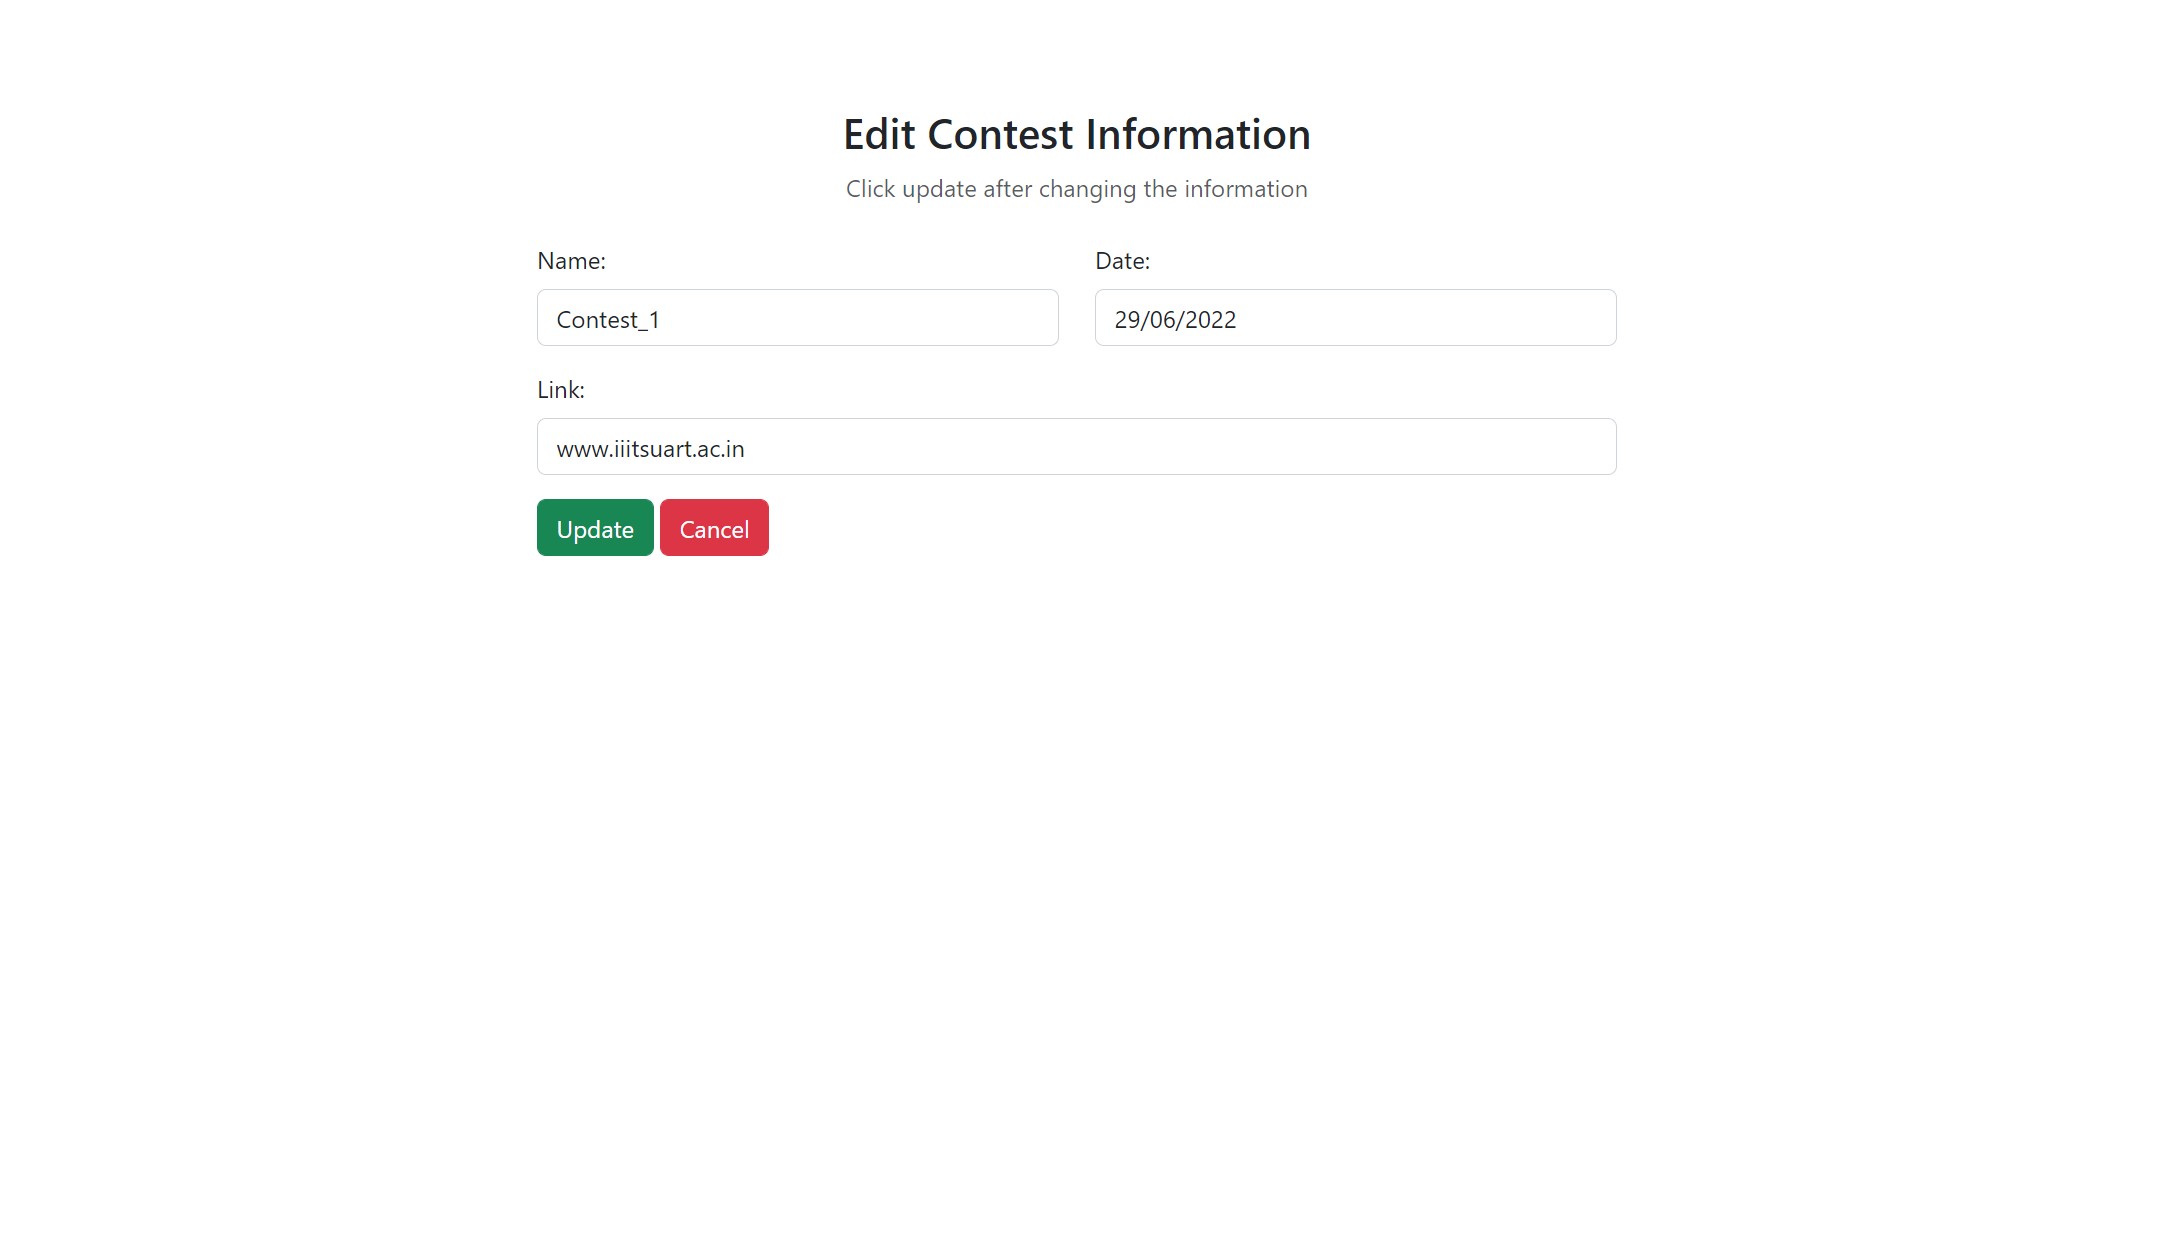 Edit Contest Information
Click update after changing the information
Name:
Date:
Contest_1
29/06/2022
Link:
www.iiitsuart.ac.in
Update Cancel